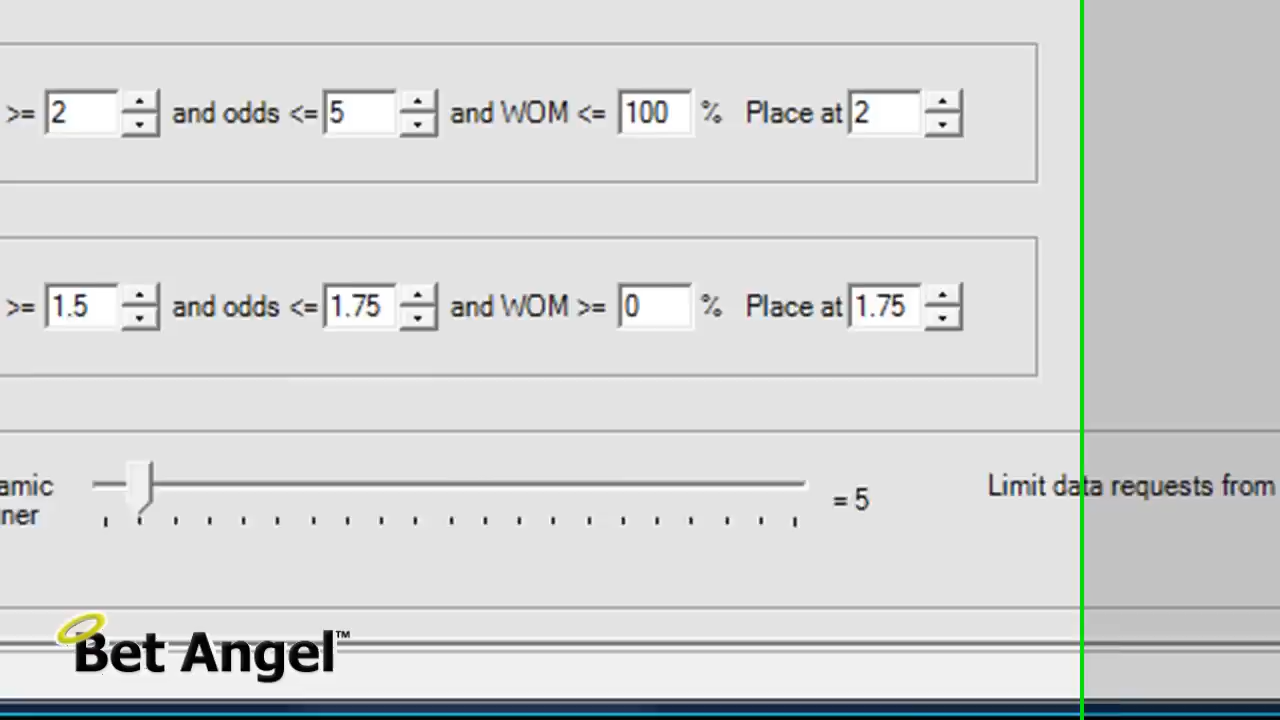 >= 2 and odds <= 5 and WOM <= 100 % Place at 2
>= 1.5 and odds <= 1.75 and WOM >= 0 % Place at 1.75
amic
ner
= 5
Limit data requests from
Bet Angel™